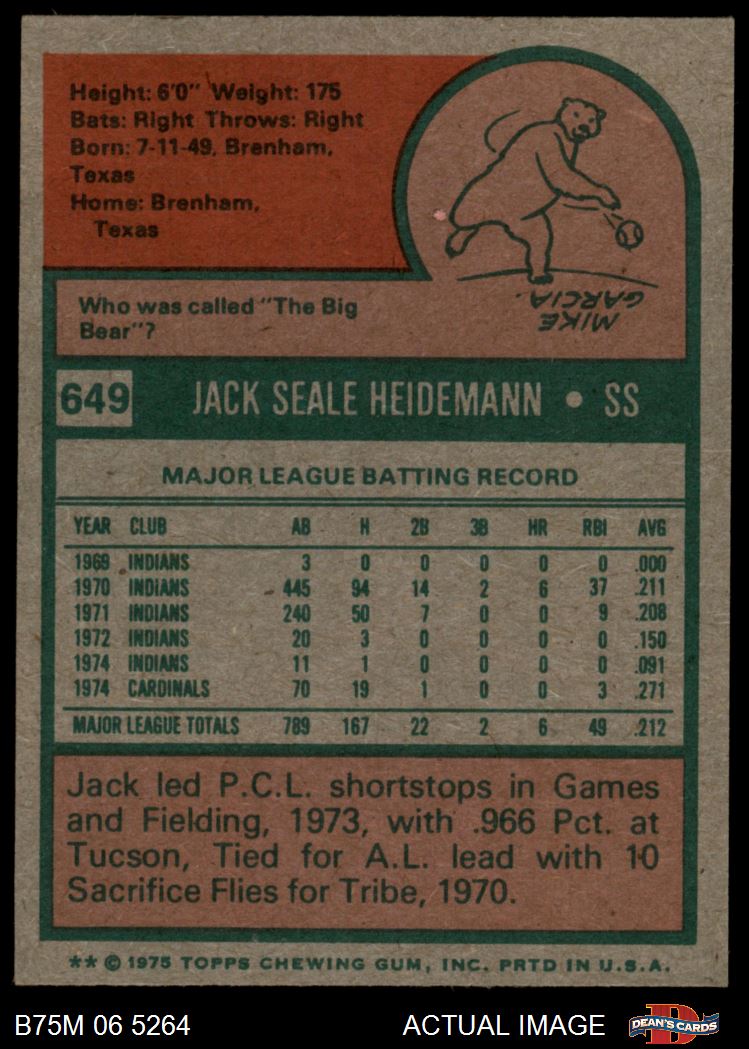 Height: 6'0" Weight: 175
Bats: Right Throws: Right
Born: 7-11-49, Brenham,
Texas
Home: Brenham,
Texas
MIKE
GARCIA.
Who was called "The Big
Bear"?
649 JACK SEALE HEIDEMANN • SS
MAJOR LEAGUE BATTING RECORD
YEAR CLUB AB H 2B 3B HR RBI AVG
1969 INDIANS 3 0 0 0 0 0 .000
1970 INDIANS 445 94 14 2 6 37 .211
1971 INDIANS 240 50 7 0 0 9 .208
1972 INDIANS 20 3 0 0 0 0 .150
1974 INDIANS 11 1 0 0 0 0 .091
1974 CARDINALS 70 19 1 0 0 3 .271
MAJOR LEAGUE TOTALS 789 167 22 2 6 49 .212
Jack led P.C.L. shortstops in Games
and Fielding, 1973, with .966 Pct. at
Tucson, Tied for A.L. lead with 10
Sacrifice Flies for Tribe, 1970.
** © 1975 TOPPS CHEWING GUM, INC. PRTD IN U.S.A.
B75M 06 5264 ACTUAL IMAGE D DEAN'S CARDS